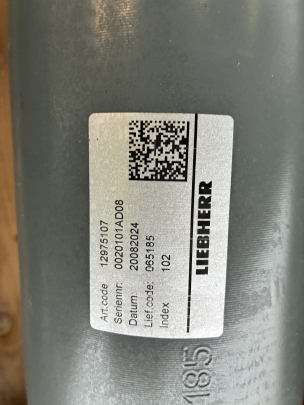 Art.code 12975107
Seriennr. 0020101AD08
Datum 20082024
Lief.code: 065185
Index 102
LIEBHERR
185